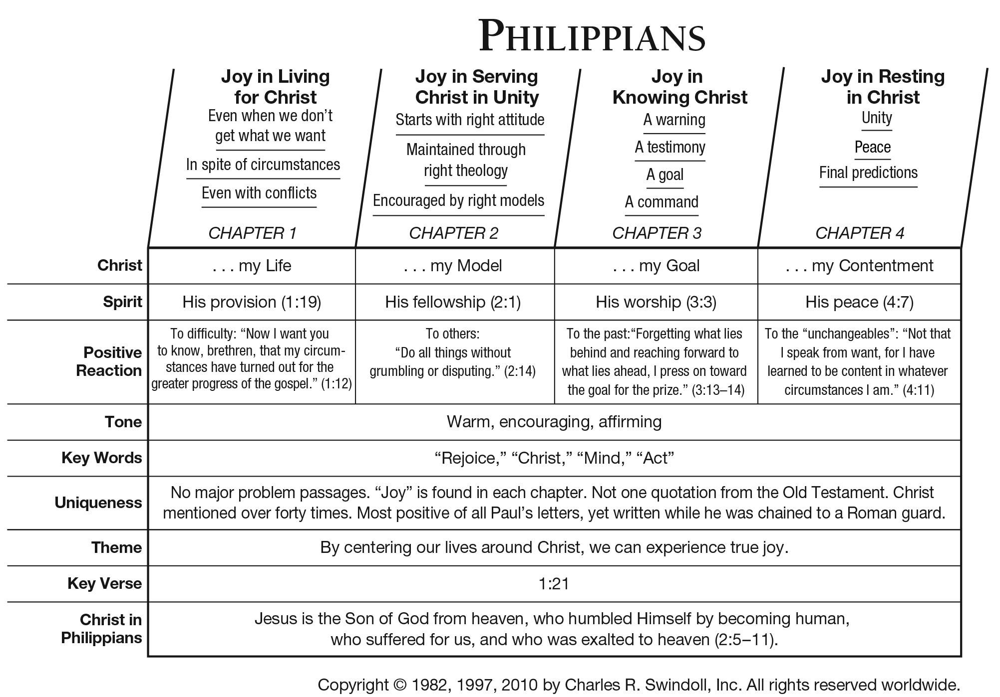 PHILIPPIANS
Joy in Living
for Christ
Even when we don’t
get what we want
In spite of circumstances
Even with conflicts
CHAPTER 1
Joy in Serving
Christ in Unity
Starts with right attitude
Maintained through
right theology
Encouraged by right models
CHAPTER 2
Joy in
Knowing Christ
A warning
A testimony
A goal
A command
CHAPTER 3
Joy in Resting
in Christ
Unity
Peace
Final predictions
CHAPTER 4
Christ
. . . my Life
. . . my Model
. . . my Goal
. . . my Contentment
Spirit
His provision (1:19)
His fellowship (2:1)
His worship (3:3)
His peace (4:7)
Positive
Reaction
To difficulty: “Now I want you
to know, brethren, that my circum-
stances have turned out for the
greater progress of the gospel.” (1:12)
To others:
“Do all things without
grumbling or disputing.” (2:14)
To the past:“Forgetting what lies
behind and reaching forward to
what lies ahead, I press on toward
the goal for the prize.” (3:13–14)
To the “unchangeables”: “Not that
I speak from want, for I have
learned to be content in whatever
circumstances I am.” (4:11)
Tone
Warm, encouraging, affirming
Key Words
“Rejoice,” “Christ,” “Mind,” “Act”
Uniqueness
No major problem passages. “Joy” is found in each chapter. Not one quotation from the Old Testament. Christ
mentioned over forty times. Most positive of all Paul’s letters, yet written while he was chained to a Roman guard.
Theme
By centering our lives around Christ, we can experience true joy.
Key Verse
1:21
Christ in
Philippians
Jesus is the Son of God from heaven, who humbled Himself by becoming human,
who suffered for us, and who was exalted to heaven (2:5–11).
Copyright © 1982, 1997, 2010 by Charles R. Swindoll, Inc. All rights reserved worldwide.